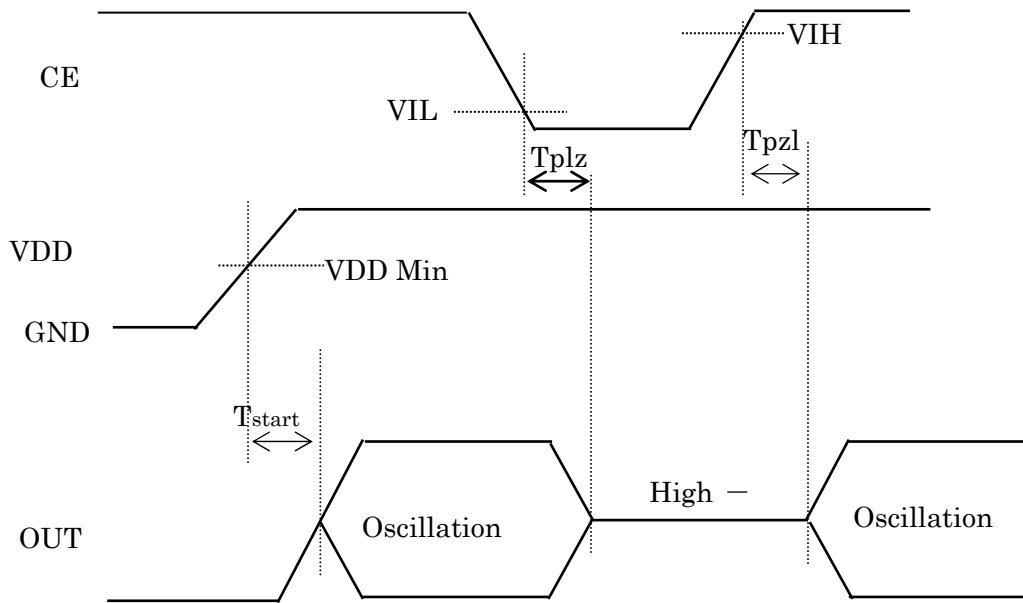 VIH
CE
VIL
Tplz
Tpzl
VDD
VDD Min
GND
Tstart
High －
Oscillation
Oscillation
OUT